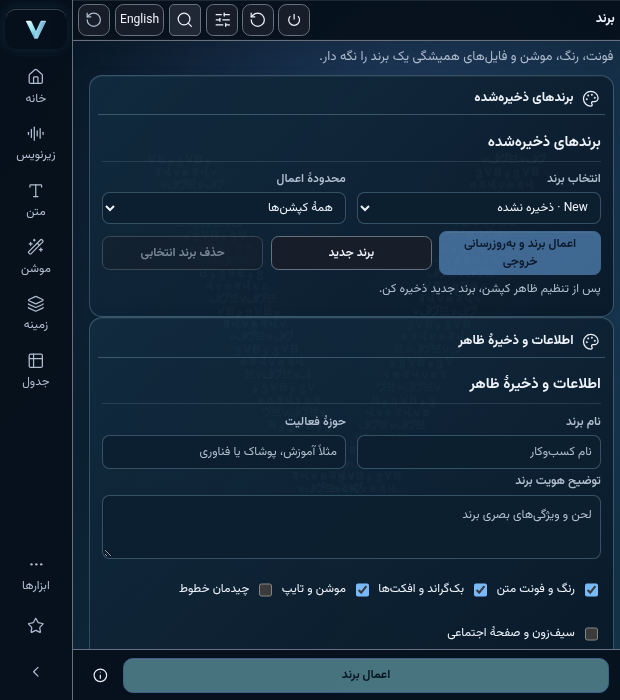 برند
English
فونت، رنگ، موشن و فایل‌های همیشگی یک برند را نگه دار.
برندهای ذخیره‌شده
برندهای ذخیره‌شده
انتخاب برند
محدودهٔ اعمال
New · ذخیره نشده
همهٔ کپشن‌ها
اعمال برند و به‌روزرسانی
خروجی
برند جدید
حذف برند انتخابی
پس از تنظیم ظاهر کپشن، برند جدید ذخیره کن.
اطلاعات و ذخیرهٔ ظاهر
اطلاعات و ذخیرهٔ ظاهر
نام برند
حوزهٔ فعالیت
نام کسب‌وکار
مثلاً آموزش، پوشاک یا فناوری
توضیح هویت برند
لحن و ویژگی‌های بصری برند
رنگ و فونت متن
بک‌گراند و افکت‌ها
موشن و تایپ
چیدمان خطوط
سیف‌زون و صفحهٔ اجتماعی
اعمال برند
خانه
زیرنویس
متن
موشن
زمینه
جدول
ابزارها